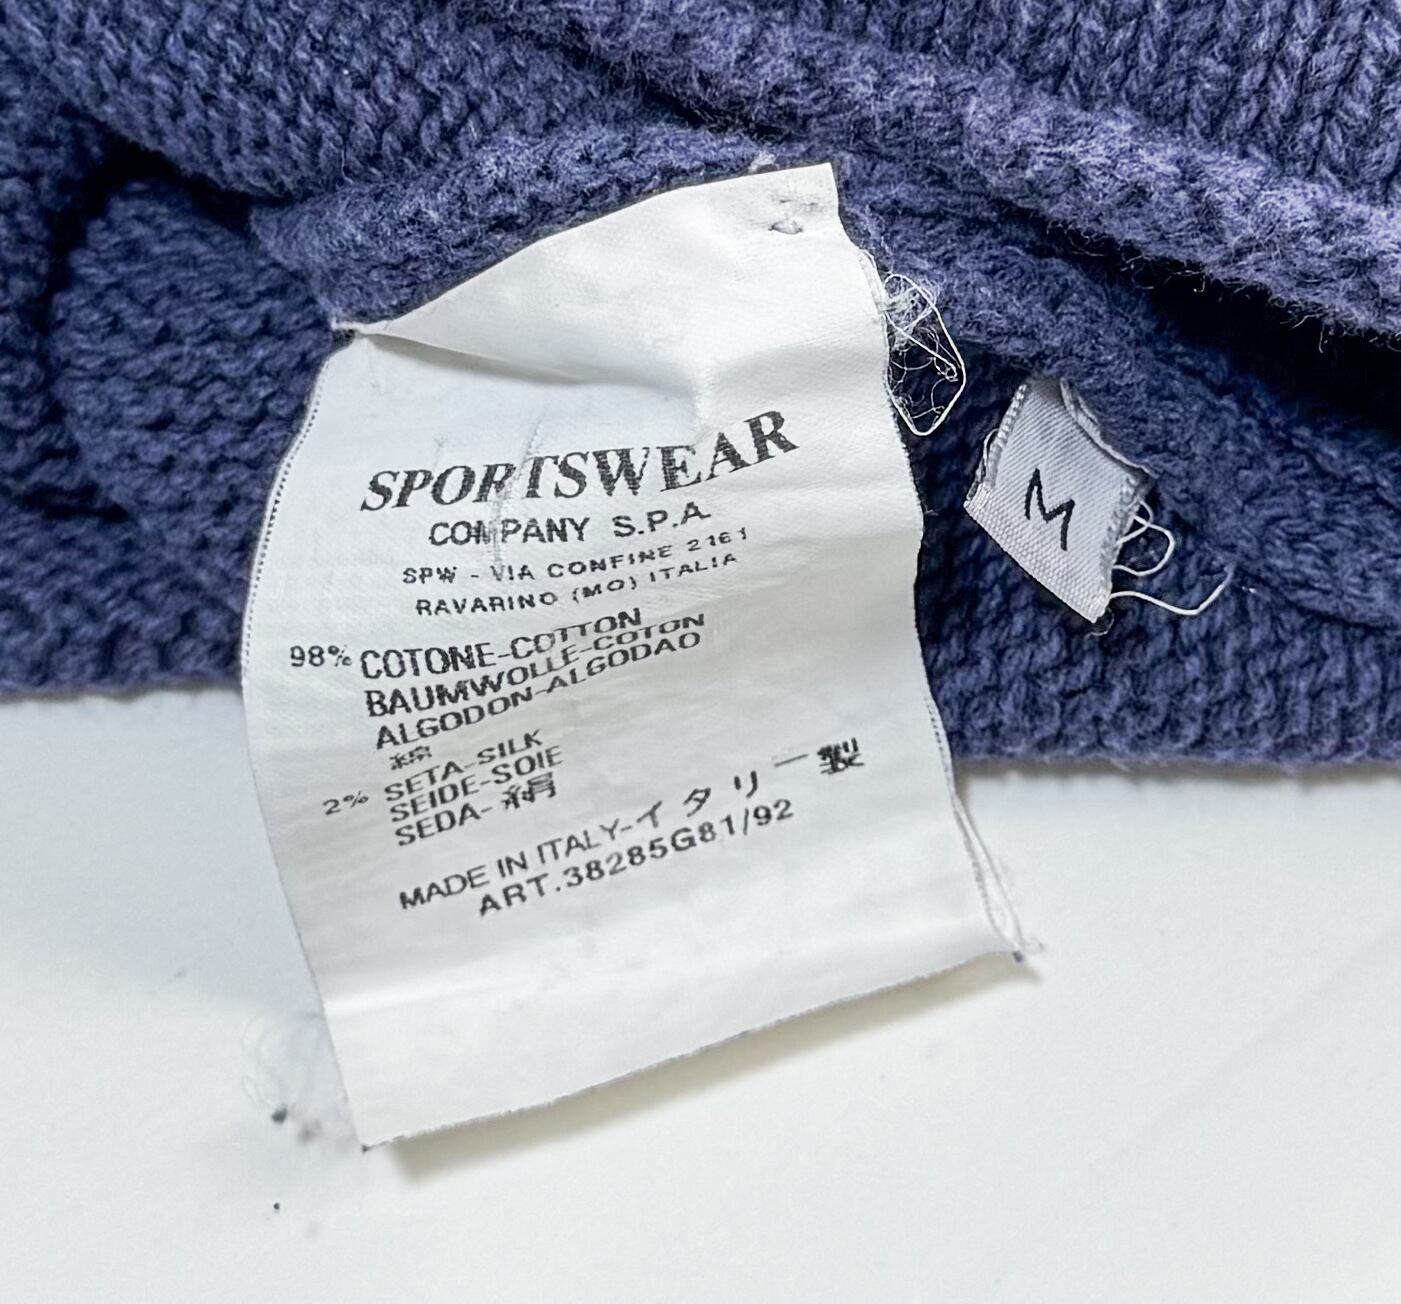 SPORTSWEAR
COMPANY S.P.A.
SPW - VIA CONFINE 2161
RAVARINO (MO) ITALIA
98% COTONE-COTTON
BAUMWOLLE-COTON
ALGODON-ALGODAO
綿
2% SETA-SILK
SEIDE-SOIE
SEDA-絹
MADE IN ITALY-イタリー製
ART.38285G81/92
M